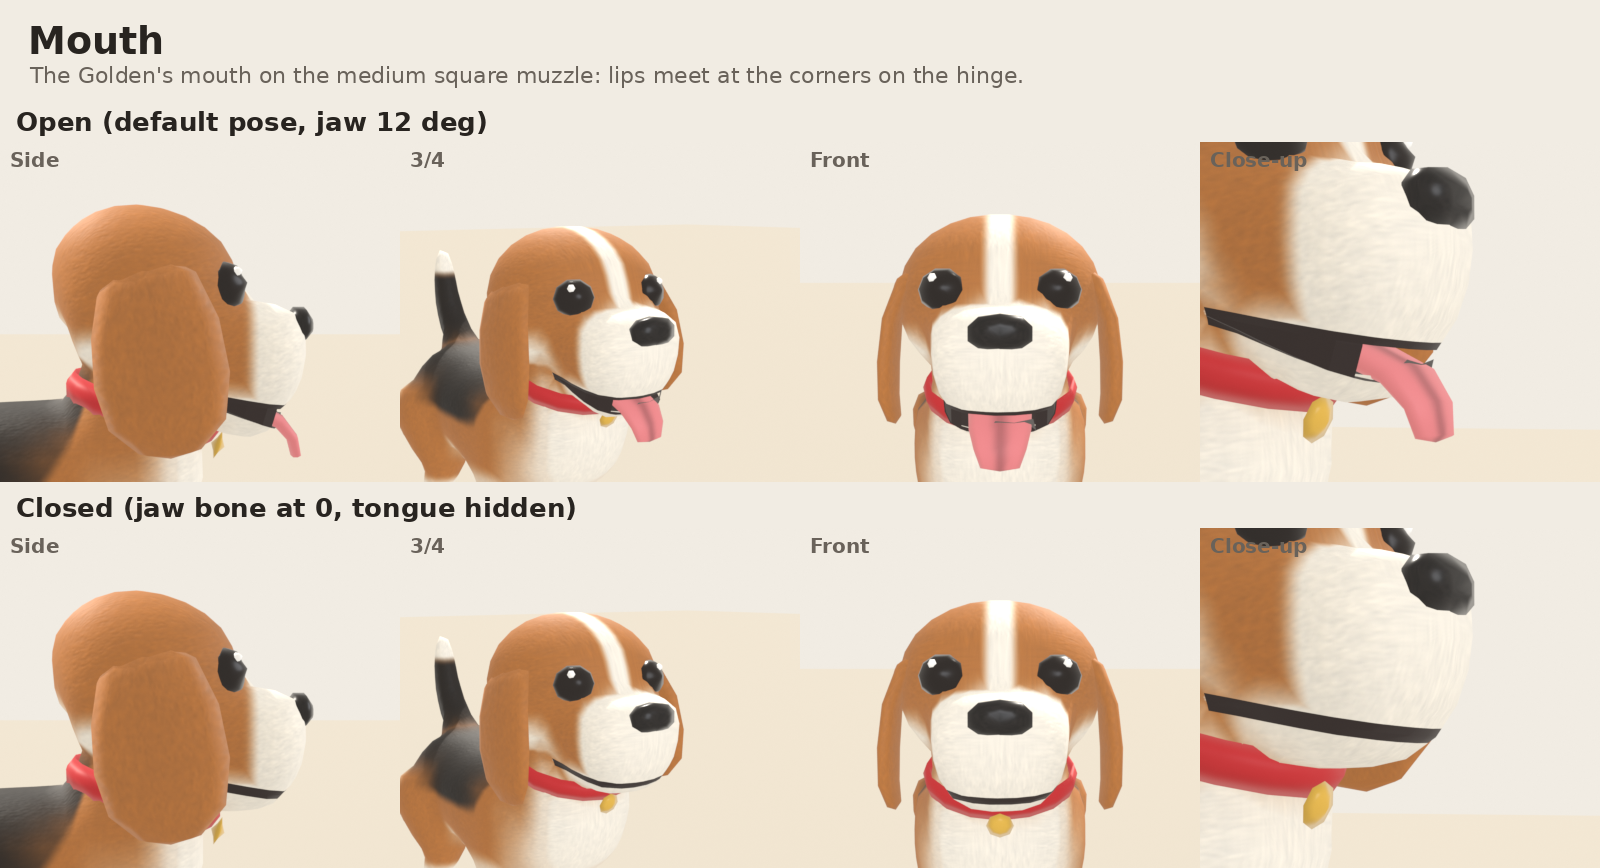 Mouth
The Golden's mouth on the medium square muzzle: lips meet at the corners on the hinge.
Open (default pose, jaw 12 deg)
Side
3/4
Front
Close-up
Closed (jaw bone at 0, tongue hidden)
Side
3/4
Front
Close-up